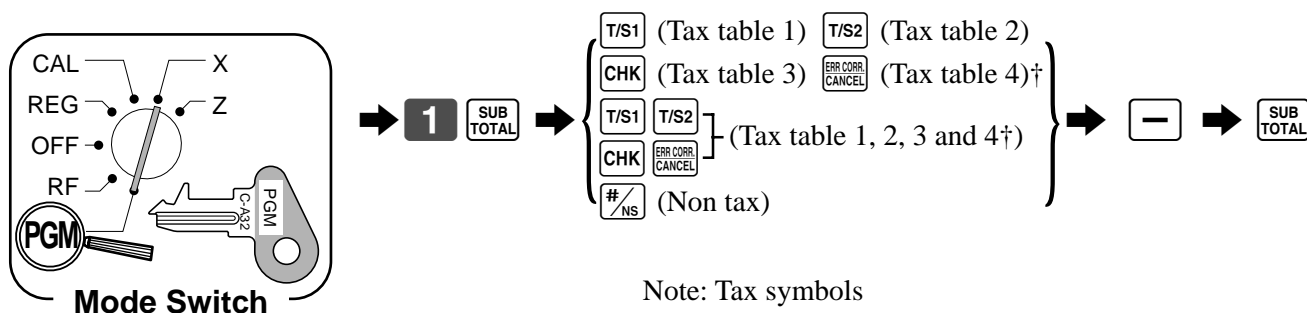 CAL X
REG Z
OFF
RF
PGM
C-A32 PGM
Mode Switch
1 SUB TOTAL
T/S1 (Tax table 1) T/S2 (Tax table 2)
CHK (Tax table 3) ERR CORR. CANCEL (Tax table 4)†
T/S1 T/S2
(Tax table 1, 2, 3 and 4†)
CHK ERR CORR. CANCEL
#/NS (Non tax)
− SUB TOTAL
Note: Tax symbols